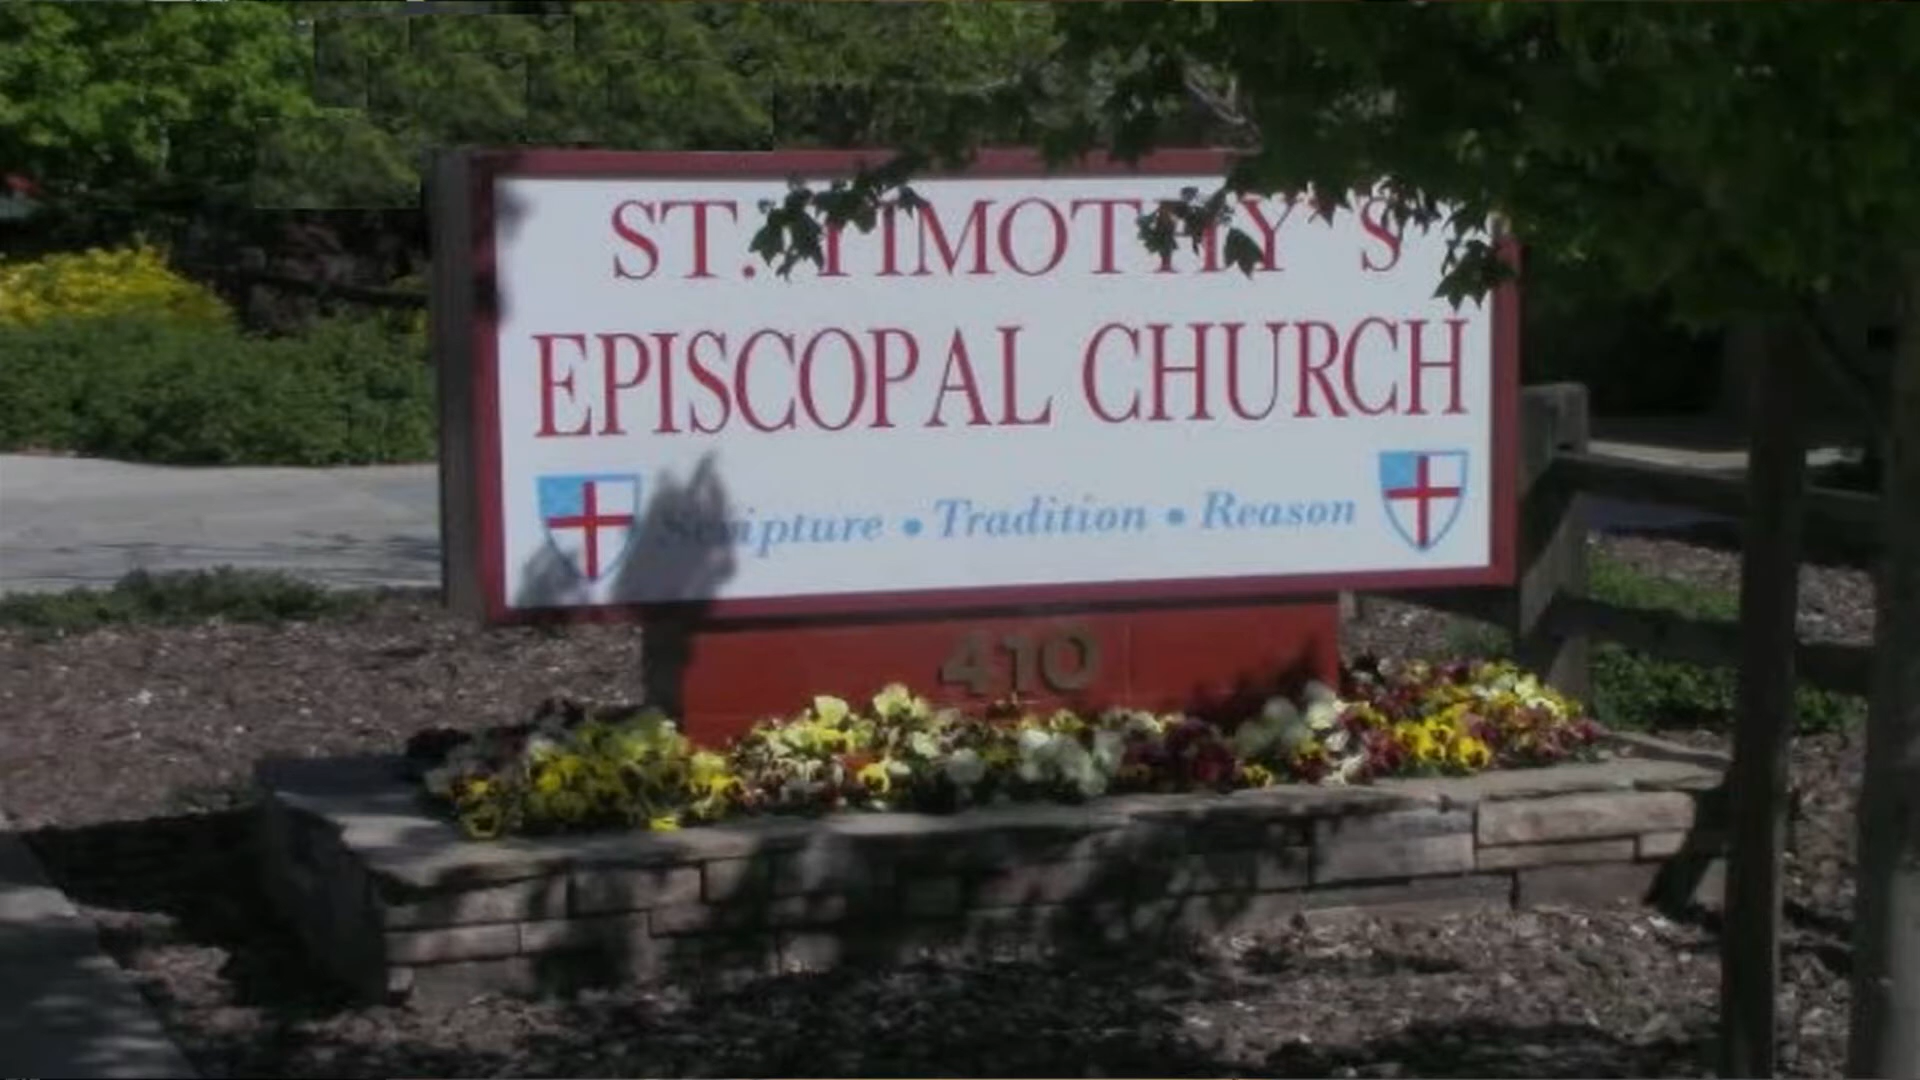 ST. TIMOTHY'S
EPISCOPAL CHURCH
Scripture • Tradition • Reason
410